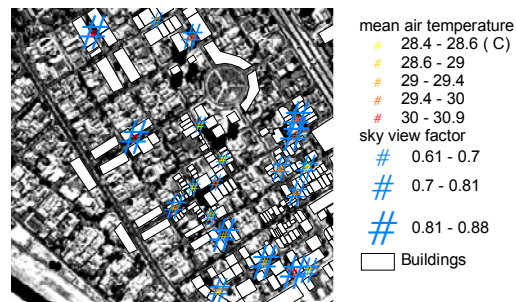 mean air temperature
# 28.4 - 28.6 ( C)
# 28.6 - 29
# 29 - 29.4
# 29.4 - 30
# 30 - 30.9
sky view factor
# 0.61 - 0.7
# 0.7 - 0.81
# 0.81 - 0.88
Buildings